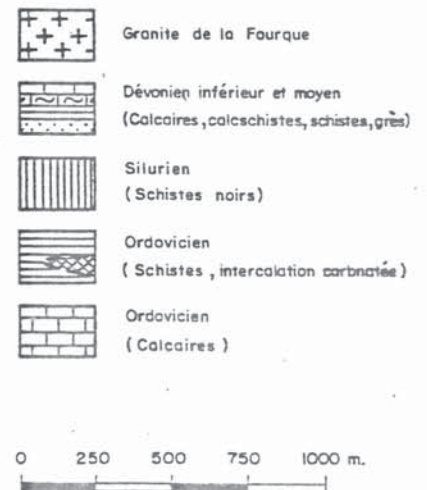 Granite de la Fourque
Dévonien inférieur et moyen
(Calcaires, calcschistes, schistes, grès)
Silurien
(Schistes noirs)
Ordovicien
(Schistes, intercalation carbnatée)
Ordovicien
(Calcaires)
0 250 500 750 1000 m.